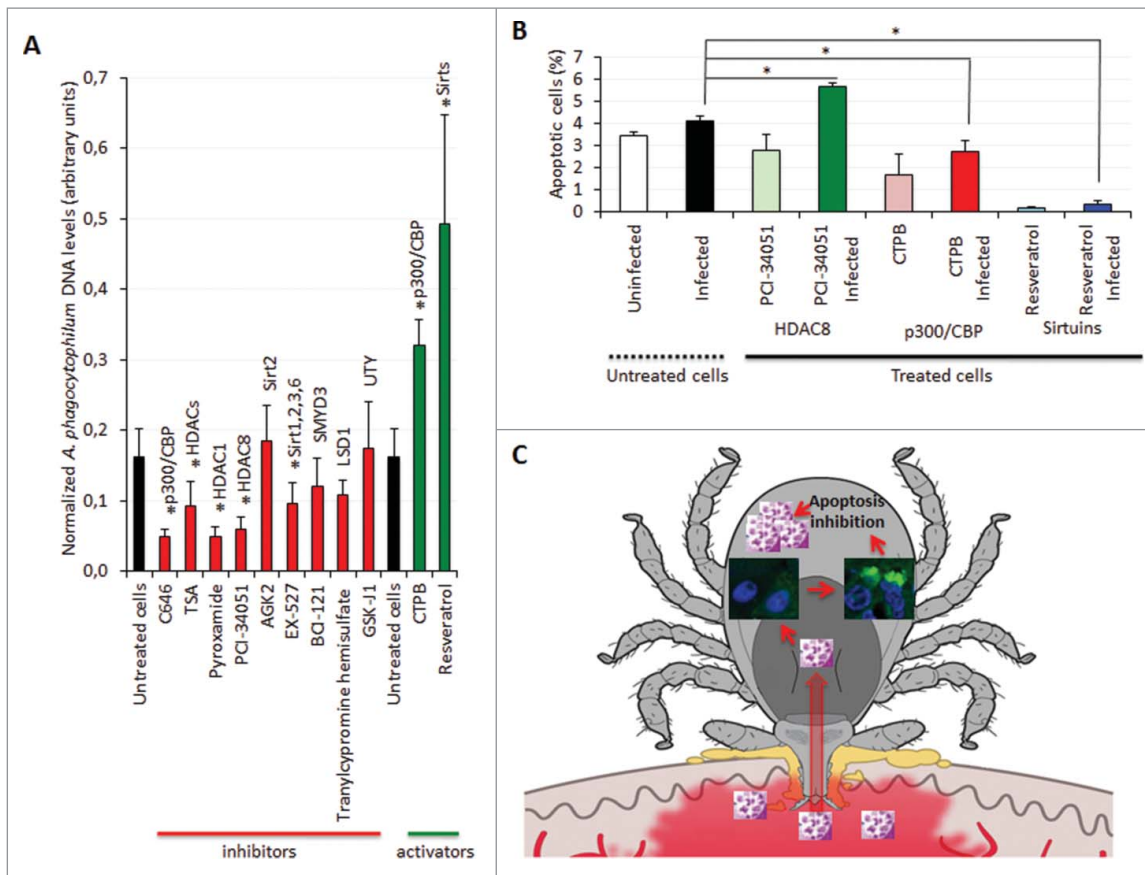 A
Normalized A. phagocytophilum DNA levels (arbitrary units)
0,7
0,6
0,5
0,4
0,3
0,2
0,1
0,0
*p300/CBP
*HDACs
*HDAC1
*HDAC8
Sirt2
*Sirt1,2,3,6
SMYD3
LSD1
UTY
*p300/CBP
*Sirts
Untreated cells
C646
TSA
Pyroxamide
PCI-34051
AGK2
EX-527
BCI-121
Tranylcypromine hemisulfate
GSK-J1
Untreated cells
CTPB
Resveratrol
inhibitors
activators
B
Apoptotic cells (%)
7
6
5
4
3
2
1
0
*
*
*
Uninfected
Infected
PCI-34051
PCI-34051
Infected
CTPB
CTPB
Infected
Resveratrol
Resveratrol
Infected
HDAC8
p300/CBP
Sirtuins
Untreated cells
Treated cells
C
Apoptosis
inhibition